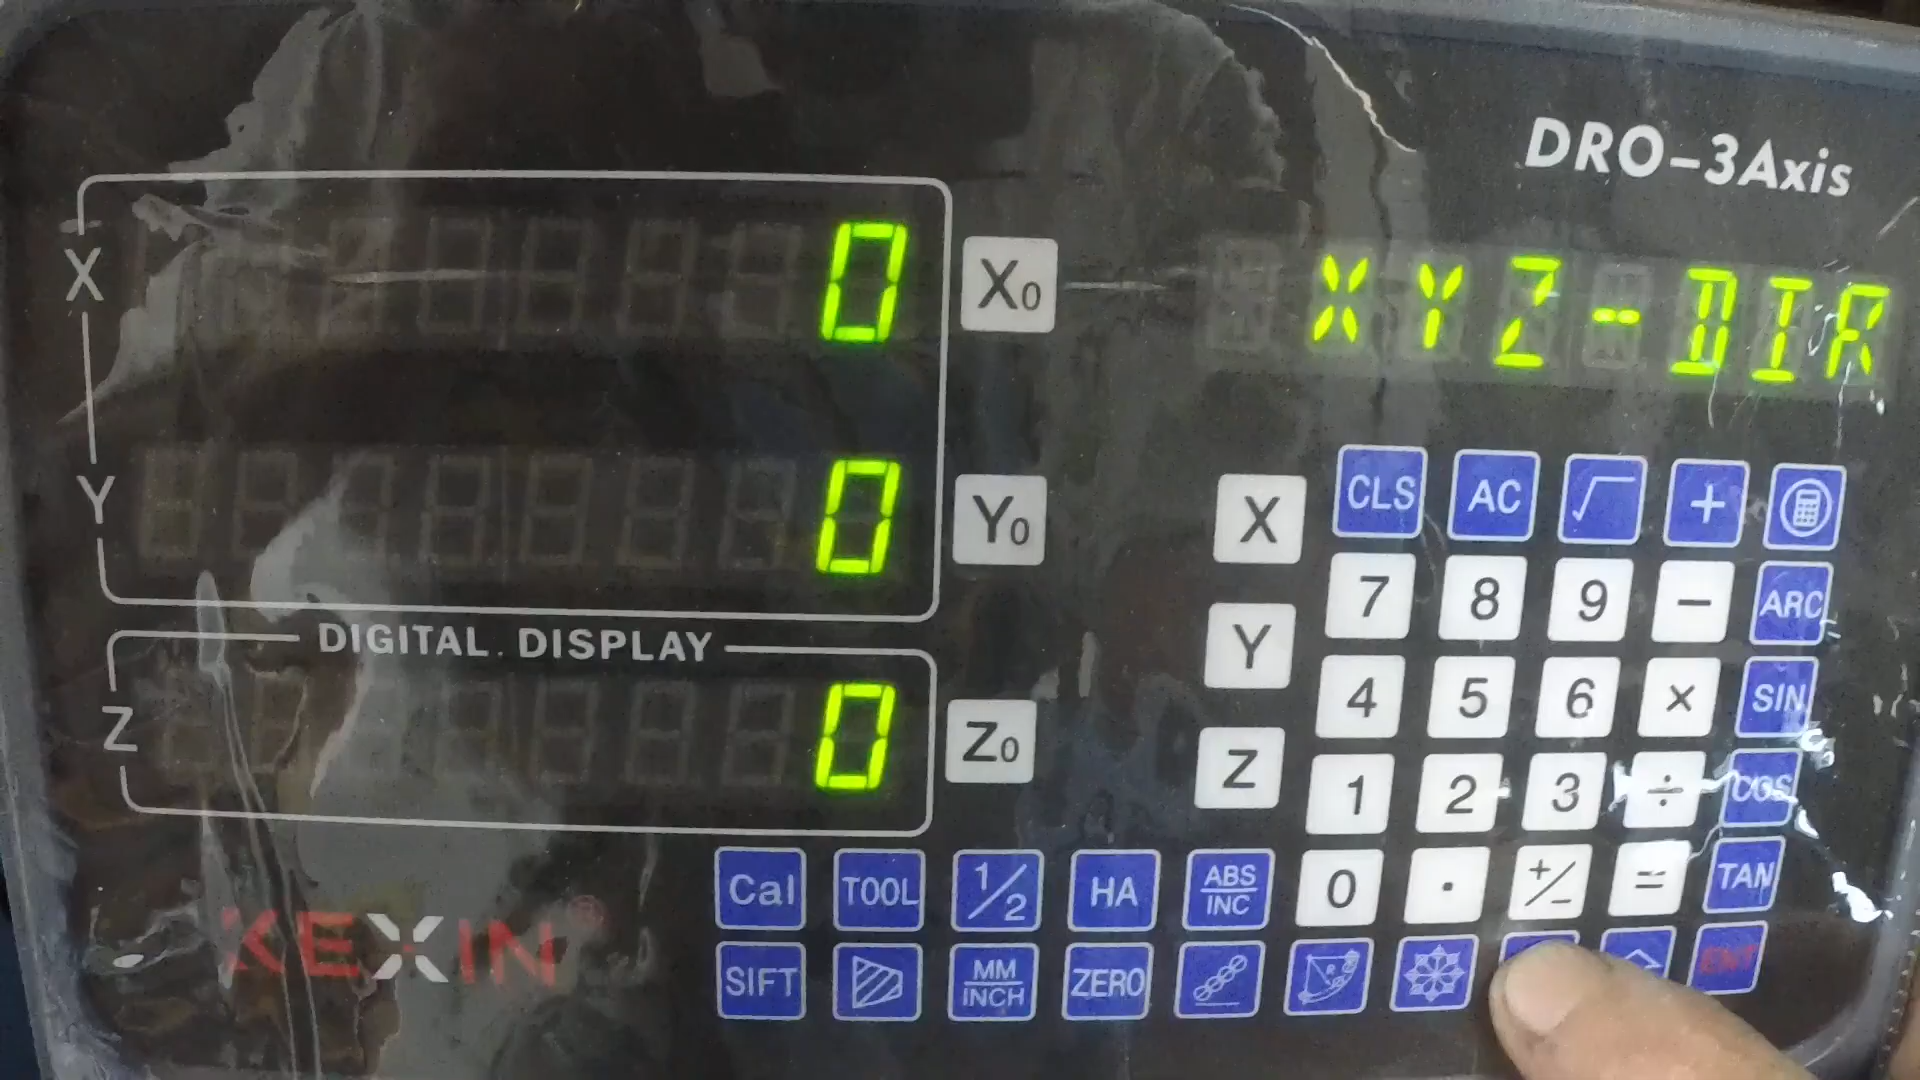 DRO-3Axis
X 0 X0
XYZ-DIR
Y 0 Y0
DIGITAL DISPLAY
Z 0 Z0
X CLS AC √ +
7 8 9 - ARC
Y
4 5 6 × SIN
Z
1 2 3 ÷ COS
Cal TOOL 1/2 HA ABS/INC 0 . +/- = TAN
KEXIN®
SIFT MM/INCH ZERO ENT